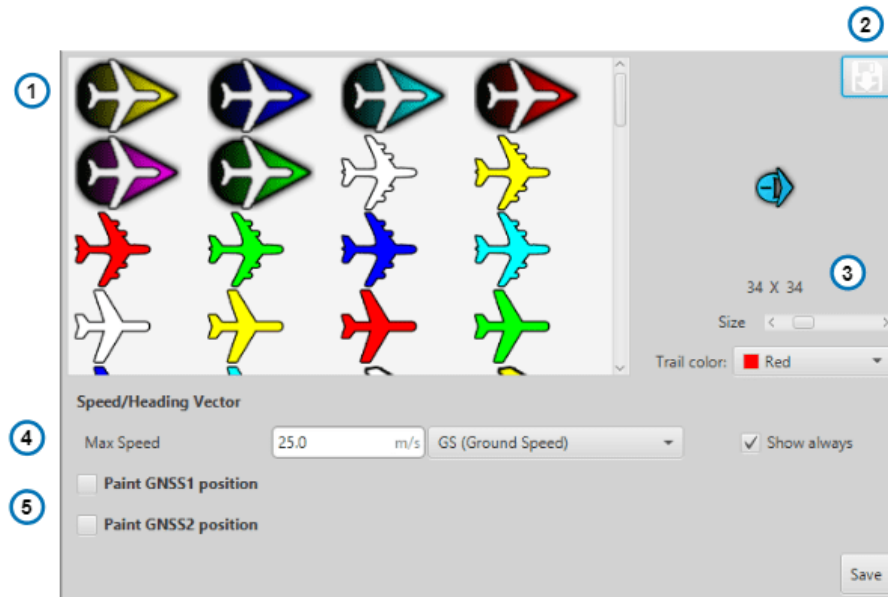 2
1
3
34 X 34
Size
Trail color: Red
Speed/Heading Vector
4
Max Speed 25.0 m/s GS (Ground Speed) Show always
5
Paint GNSS1 position
Paint GNSS2 position
Save